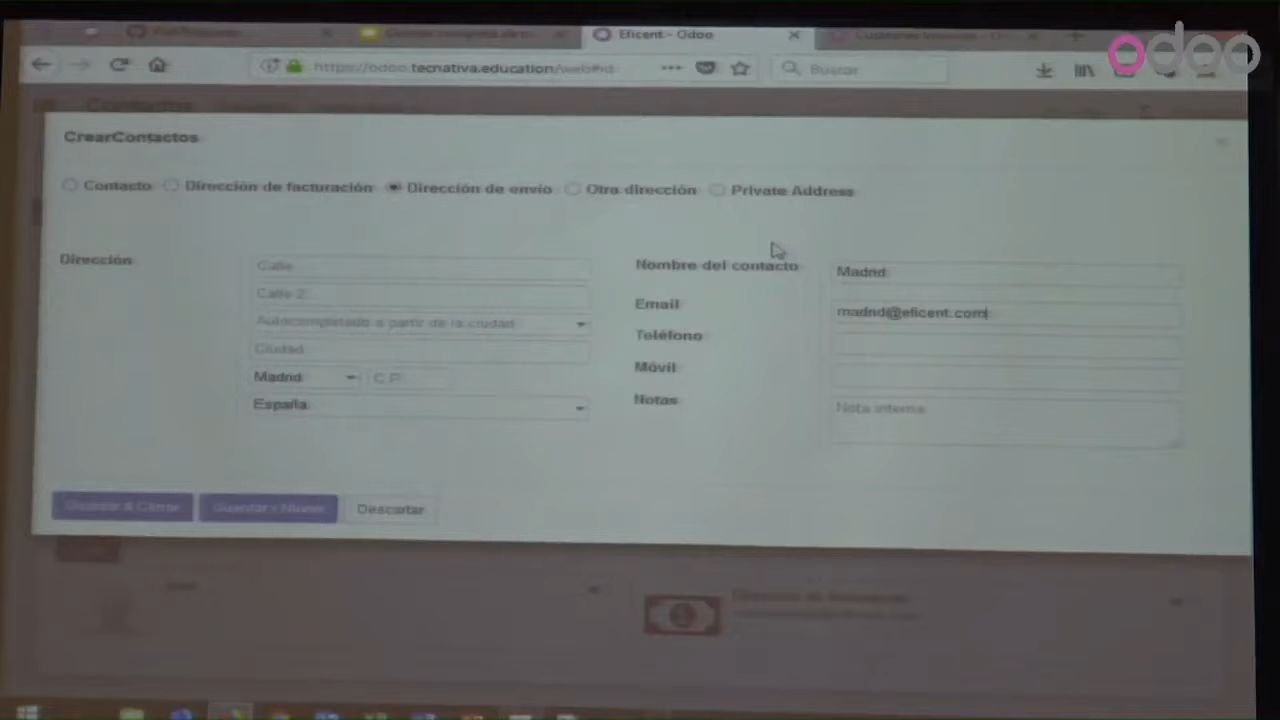 Eficent - Odoo
odoo
https://odoo.tecnativa.education/web#id
Buscar
Contactos
CrearContactos
Contacto Dirección de facturación Dirección de envío Otra dirección Private Address
Dirección
Calle
Calle 2
Autocompletado a partir de la ciudad
Ciudad
Madrid C.P.
España
Nombre del contacto Madrid
Email madrid@eficent.com
Teléfono
Móvil
Notas Nota interna
Guardar & Cerrar Guardar y Nuevo Descartar